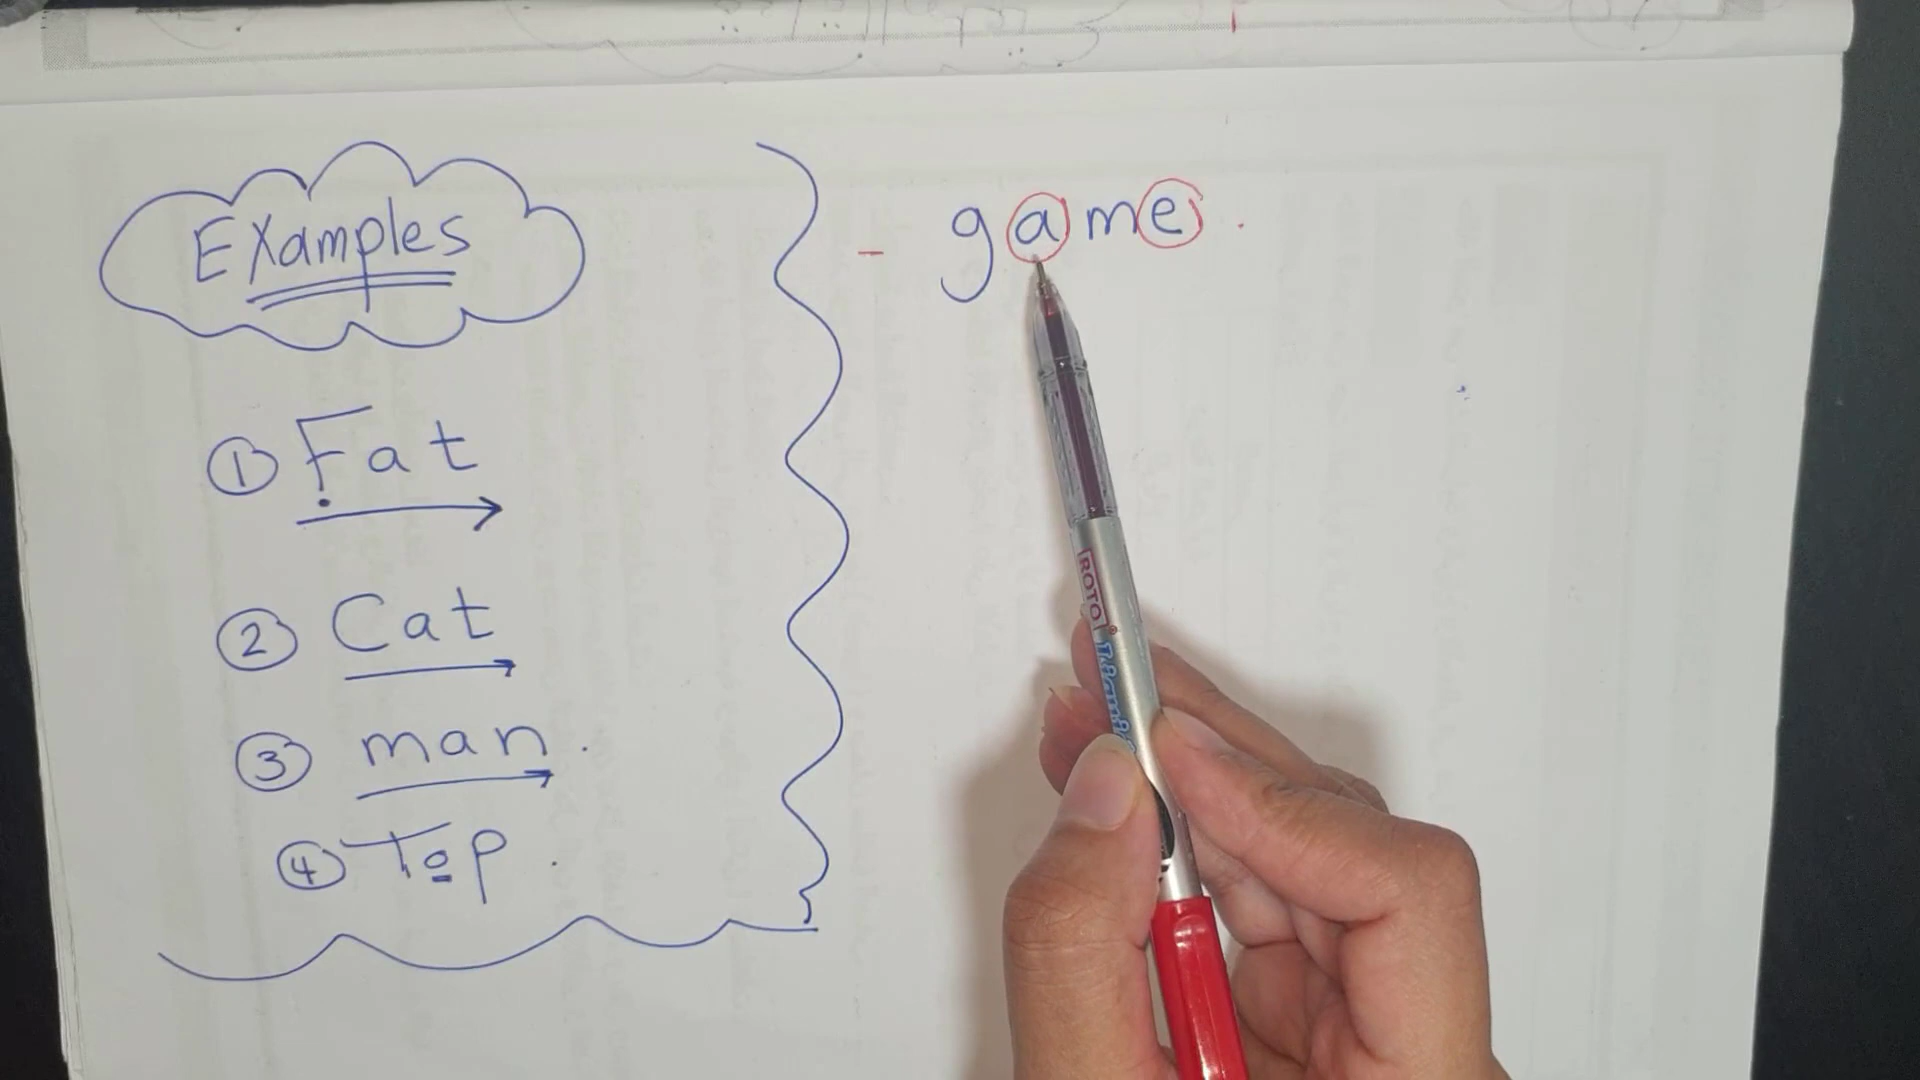 Examples
① Fat
② Cat
③ man.
④ Top.
- game.
ROTO®